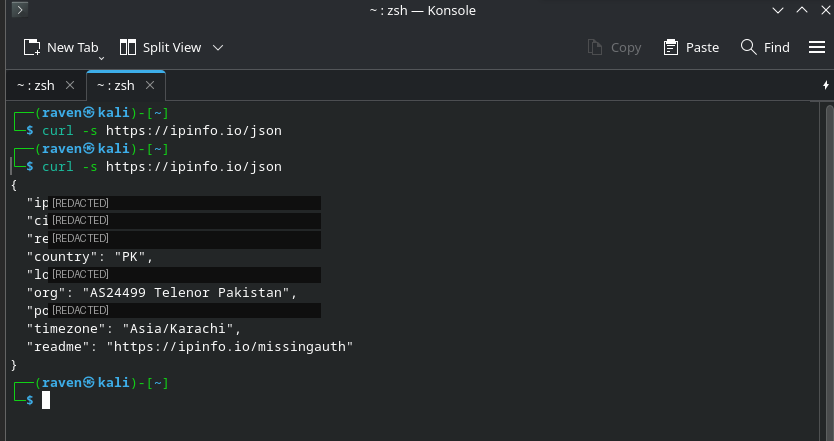 ~ : zsh — Konsole
New Tab Split View Copy Paste Find
~ : zsh ~ : zsh
(raven㉿kali)-[~]
$ curl -s https://ipinfo.io/json
(raven㉿kali)-[~]
$ curl -s https://ipinfo.io/json
{
"ip [REDACTED]
"ci [REDACTED]
"re [REDACTED]
"country": "PK",
"lo [REDACTED]
"org": "AS24499 Telenor Pakistan",
"po [REDACTED]
"timezone": "Asia/Karachi",
"readme": "https://ipinfo.io/missingauth"
}
(raven㉿kali)-[~]
$